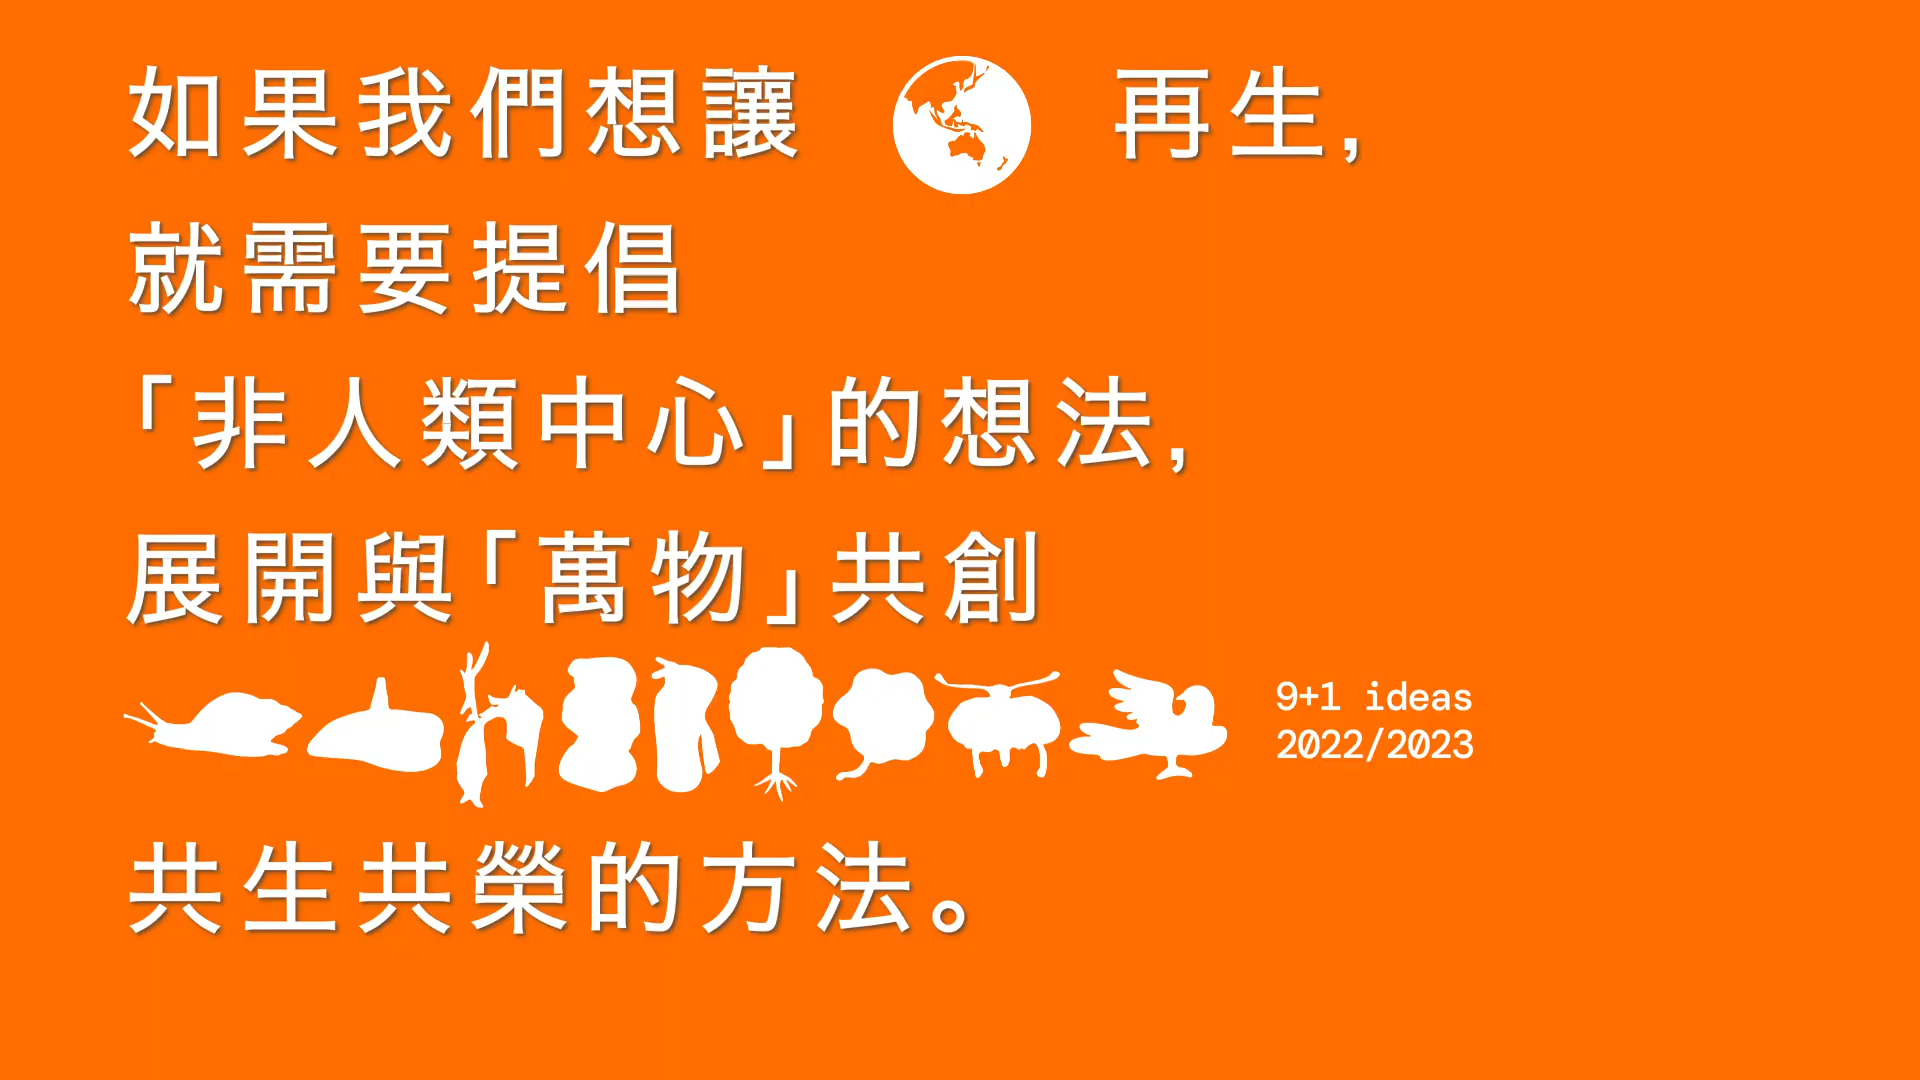 如果我們想讓 再生,
就需要提倡
「非人類中心」的想法,
展開與「萬物」共創
9+1 ideas
2022/2023
共生共榮的方法。